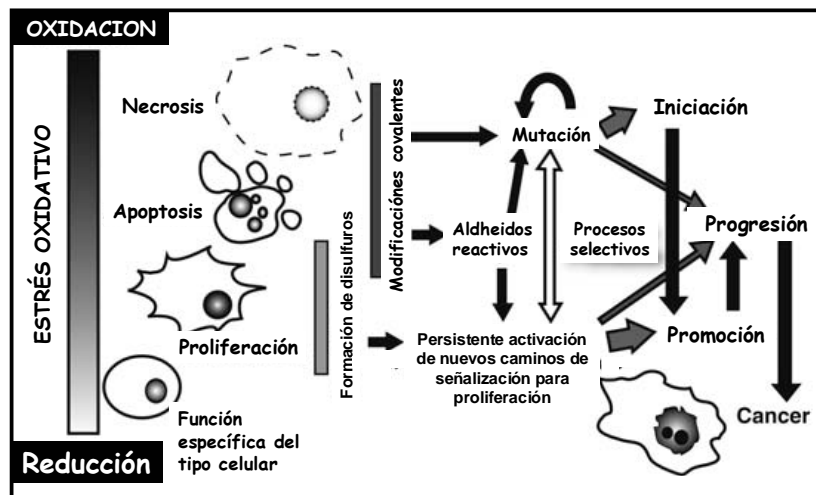 OXIDACION
ESTRÉS OXIDATIVO
Reducción
Necrosis
Apoptosis
Proliferación
Función
específica del
tipo celular
Modificaciónes covalentes
Formación de disulfuros
Mutación
Aldheidos
reactivos
Procesos
selectivos
Persistente activación
de nuevos caminos de
señalización para
proliferación
Iniciación
Progresión
Promoción
Cancer